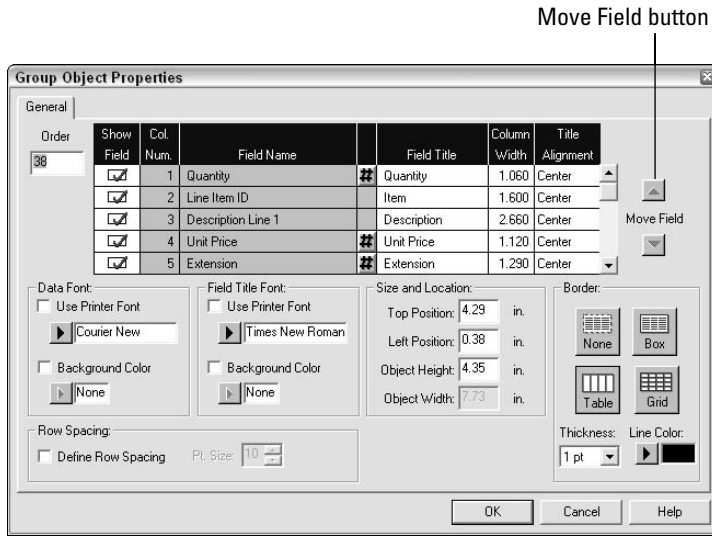 Move Field button
Group Object Properties
General
Order
38
Show Field
Col. Num.
Field Name
Field Title
Column Width
Title Alignment
1 Quantity # Quantity 1.060 Center
2 Line Item ID Item 1.600 Center
3 Description Line 1 Description 2.660 Center
4 Unit Price # Unit Price 1.120 Center
5 Extension # Extension 1.290 Center
Move Field
Data Font:
Use Printer Font
Courier New
Background Color
None
Field Title Font:
Use Printer Font
Times New Roman
Background Color
None
Size and Location:
Top Position: 4.29 in.
Left Position: 0.38 in.
Object Height: 4.35 in.
Object Width: 7.73 in.
Border:
None
Box
Table
Grid
Thickness:
1 pt
Line Color:
Row Spacing:
Define Row Spacing
Pt. Size: 10
OK
Cancel
Help